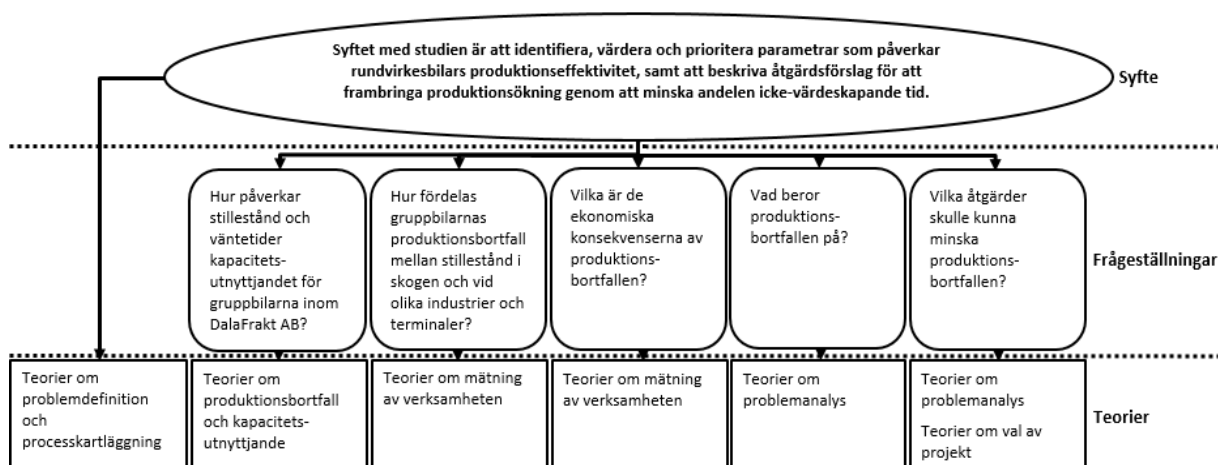 Syftet med studien är att identifiera, värdera och prioritera parametrar som påverkar
rundvirkesbilars produktionseffektivitet, samt att beskriva åtgärdsförslag för att
frambringa produktionsökning genom att minska andelen icke-värdeskapande tid.
Syfte
Hur påverkar
stillestånd och
väntetider
kapacitets-
utnyttjandet för
gruppbilarna inom
DalaFrakt AB?
Hur fördelas
gruppbilarnas
produktionsbortfall
mellan stillestånd i
skogen och vid
olika industrier och
terminaler?
Vilka är de
ekonomiska
konsekvenserna av
produktions-
bortfallen?
Vad beror
produktions-
bortfallen på?
Vilka åtgärder
skulle kunna
minska
produktions-
bortfallen?
Frågeställningar
Teorier om
problemdefinition
och
processkartläggning
Teorier om
produktionsbortfall
och kapacitets-
utnyttjande
Teorier om mätning
av verksamheten
Teorier om mätning
av verksamheten
Teorier om
problemanalys
Teorier om
problemanalys
Teorier om val av
projekt
Teorier